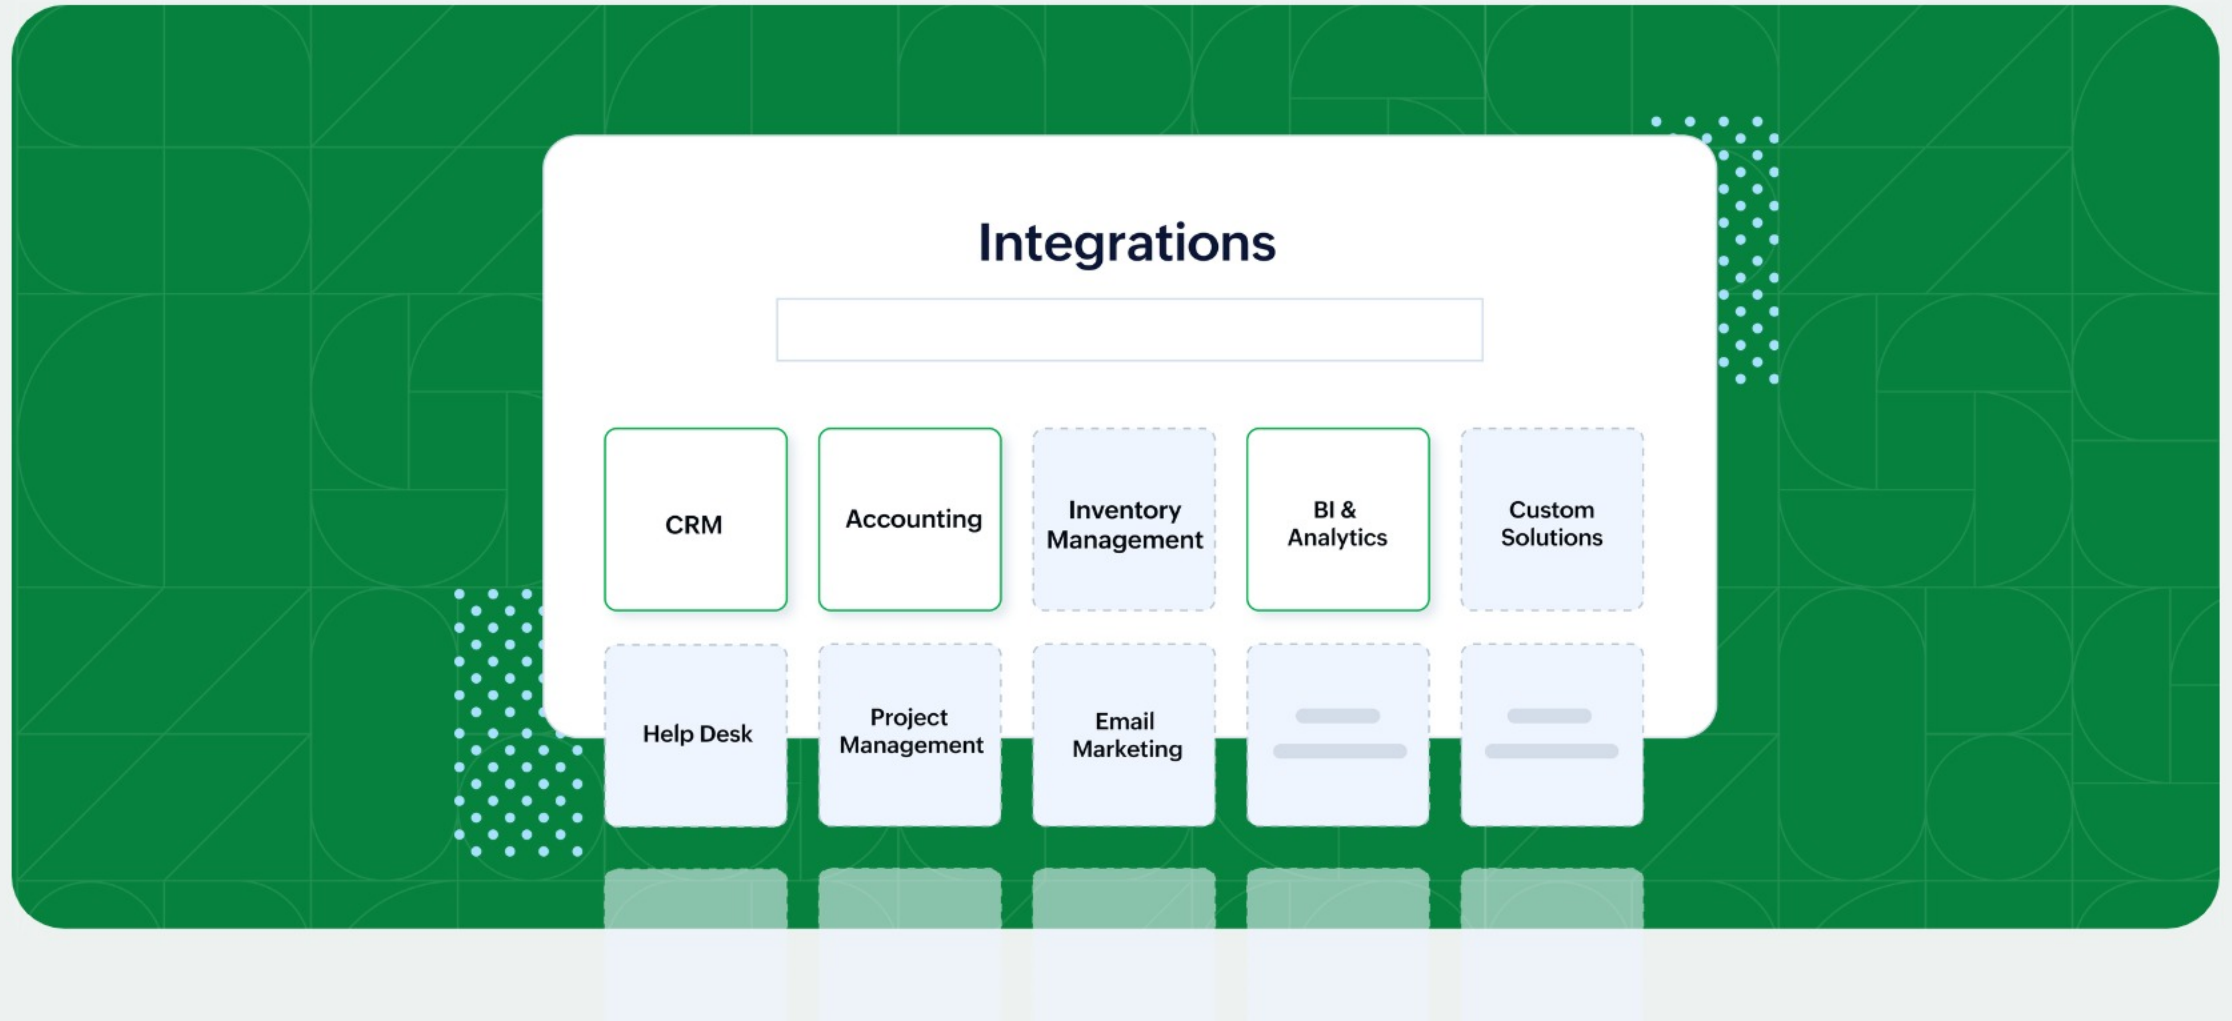 Integrations
CRM
Accounting
Inventory
Management
BI &
Analytics
Custom
Solutions
Help Desk
Project
Management
Email
Marketing